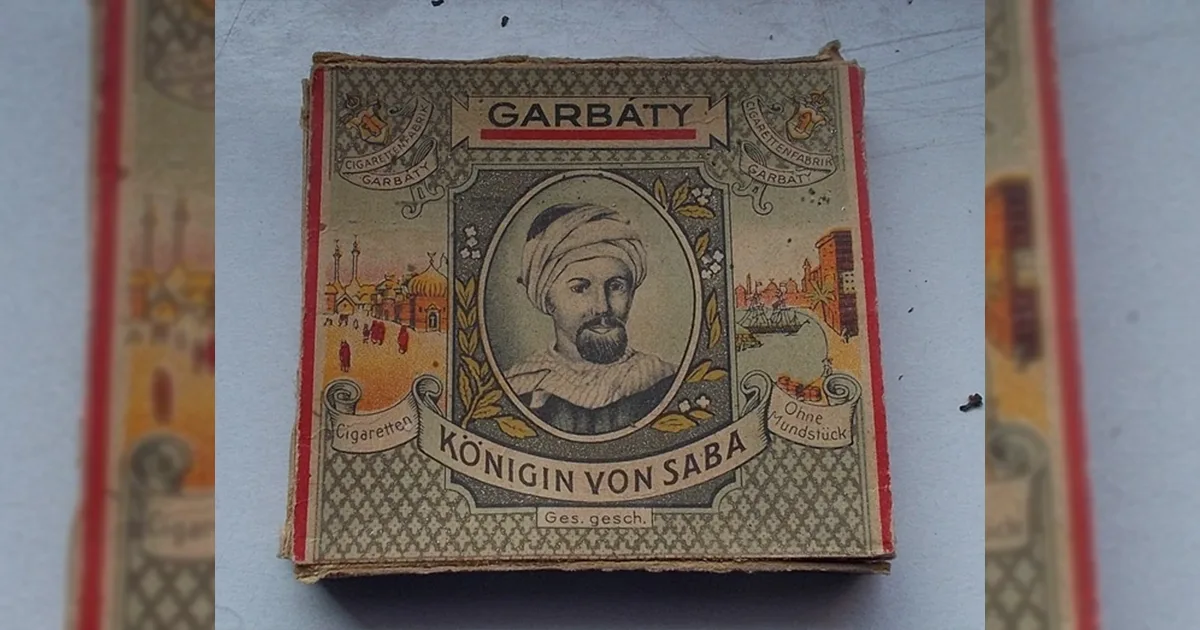 GARBÁTY
CIGARETTENFABRIK
GARBÁTY
CIGARETTENFABRIK
GARBÁTY
Cigaretten
Ohne
Mundstück
KÖNIGIN VON SABA
Ges. gesch.